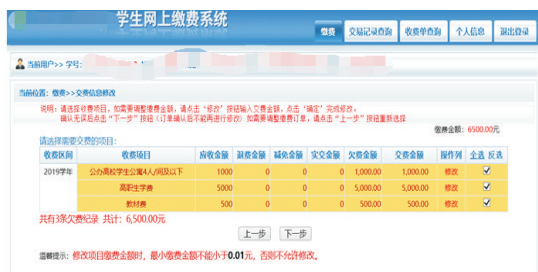 学生网上缴费系统
缴费 交易记录查询 收费单查询 个人信息 退出登录
当前用户>> 学号:
当前位置: 缴费>>交费信息修改
说明: 请选择收费项目, 如需要调整缴费金额, 请点击 "修改" 按钮输入交费金额, 点击 "确定" 完成修改。
确认无误后点击 "下一步" 按钮 (订单确认后不能再进行修改) 如需要调整缴费订单, 请点击 "上一步" 按钮重新选择
缴费金额: 6500.00元
请选择需要交费的项目:
收费区间 收费项目 应收金额 退费金额 减免金额 实交金额 欠费金额 交费金额 操作列 全选 反选
2019学年 公办高校学生公寓4人/间及以下 1000 0 0 0 1,000.00 1,000.00 修改
高职生学费 5000 0 0 0 5,000.00 5,000.00 修改
教材费 500 0 0 0 500.00 500.00 修改
共有3条欠费纪录 共计: 6,500.00元
上一步 下一步
温馨提示: 修改项目缴费金额时, 最小缴费金额不能小于0.01元, 否则不允许修改。